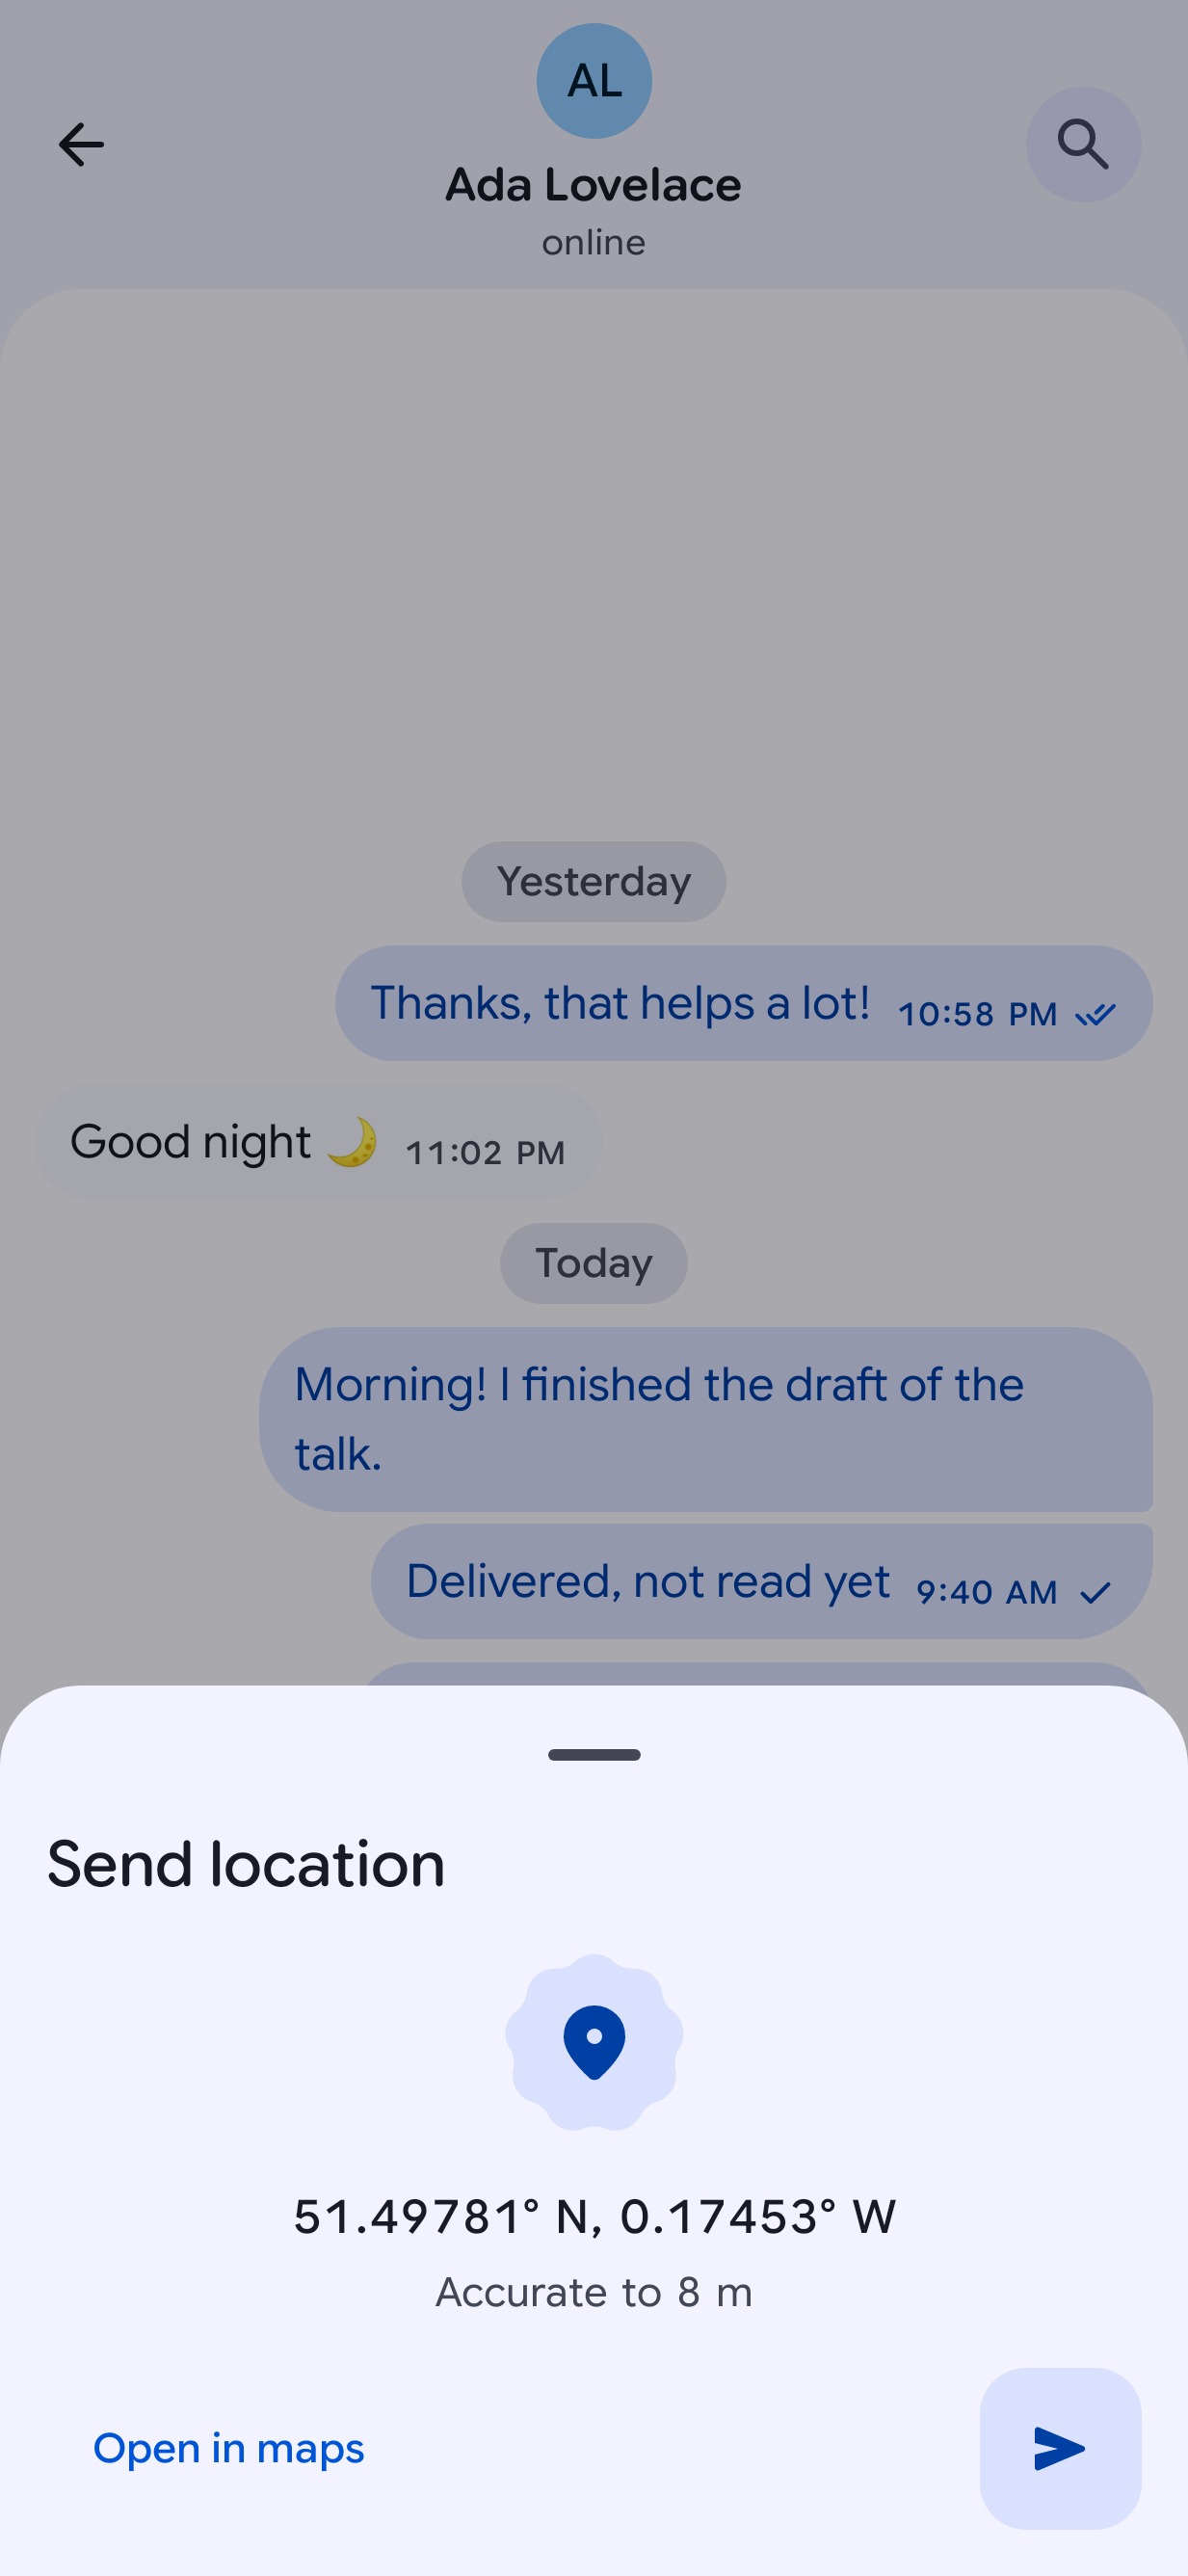 AL
Ada Lovelace
online
Yesterday
Thanks, that helps a lot! 10:58 PM
Good night 🌙 11:02 PM
Today
Morning! I finished the draft of the
talk.
Delivered, not read yet 9:40 AM
Send location
51.49781° N, 0.17453° W
Accurate to 8 m
Open in maps